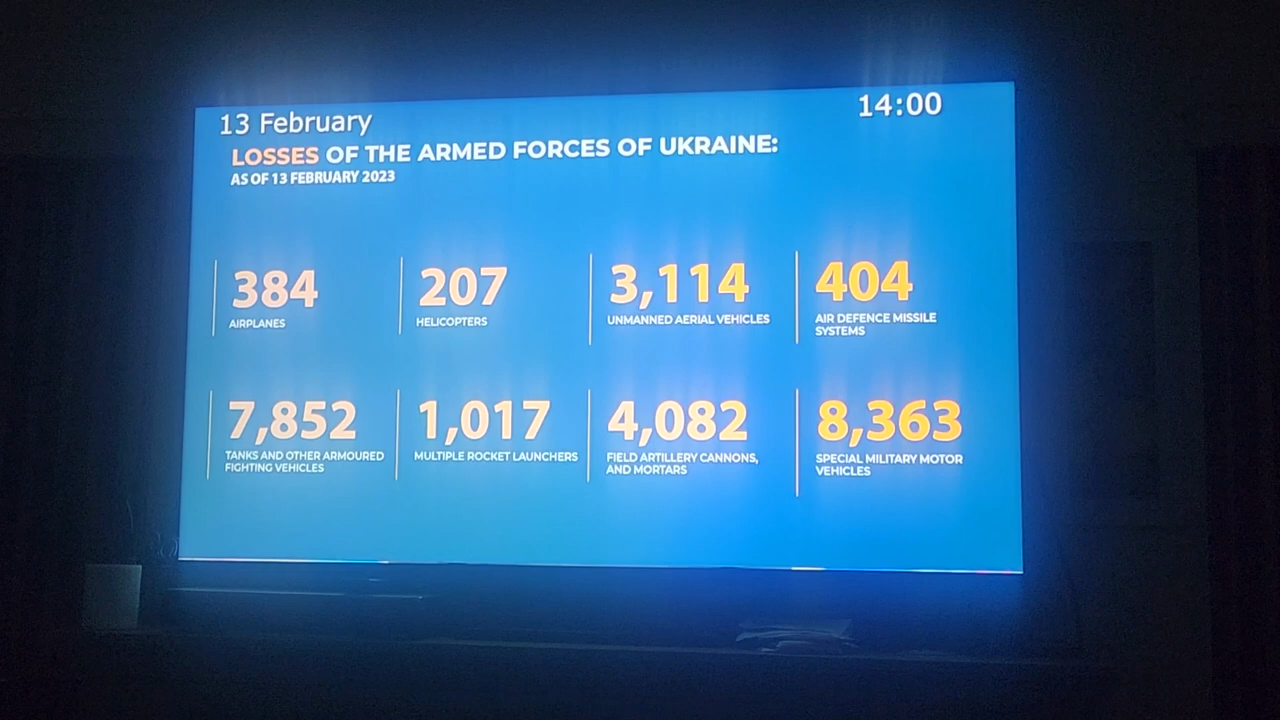 13 February
14:00
LOSSES OF THE ARMED FORCES OF UKRAINE:
AS OF 13 FEBRUARY 2023
384
AIRPLANES
207
HELICOPTERS
3,114
UNMANNED AERIAL VEHICLES
404
AIR DEFENCE MISSILE
SYSTEMS
7,852
TANKS AND OTHER ARMOURED
FIGHTING VEHICLES
1,017
MULTIPLE ROCKET LAUNCHERS
4,082
FIELD ARTILLERY CANNONS,
AND MORTARS
8,363
SPECIAL MILITARY MOTOR
VEHICLES